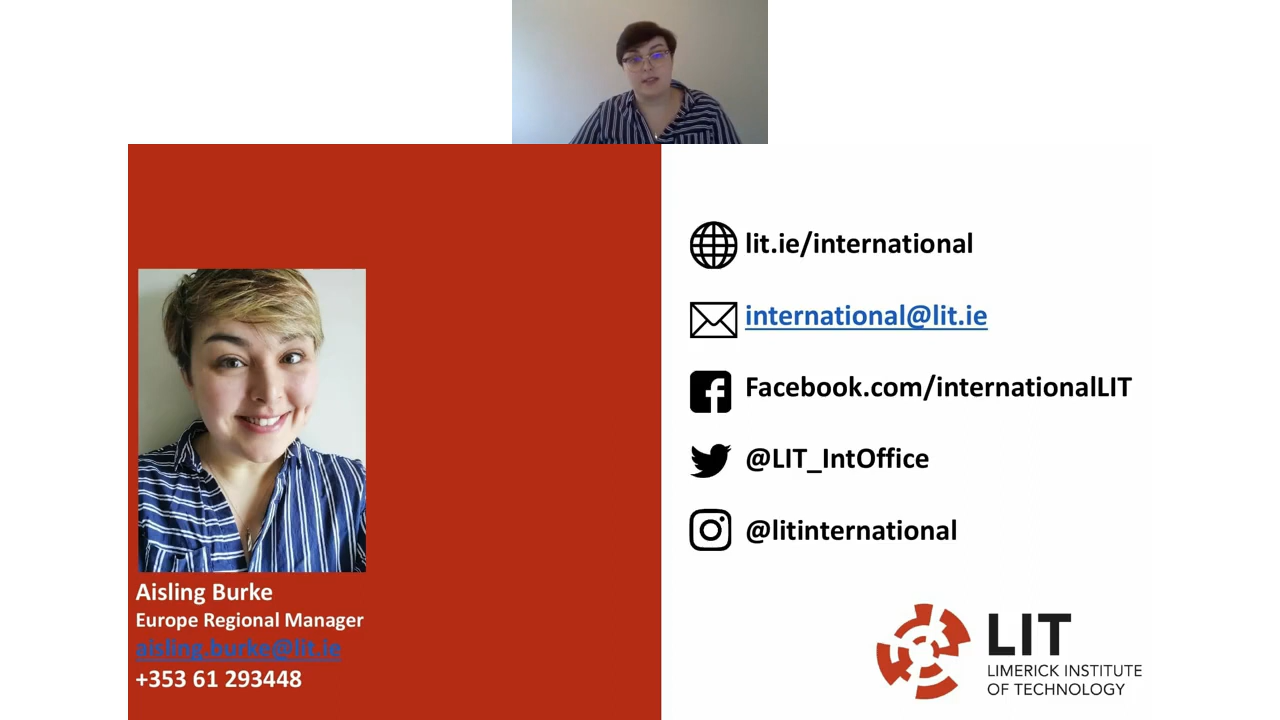 lit.ie/international
international@lit.ie
Facebook.com/internationalLIT
@LIT_IntOffice
@litinternational
Aisling Burke
Europe Regional Manager
aisling.burke@lit.ie
+353 61 293448
LIT
LIMERICK INSTITUTE
OF TECHNOLOGY